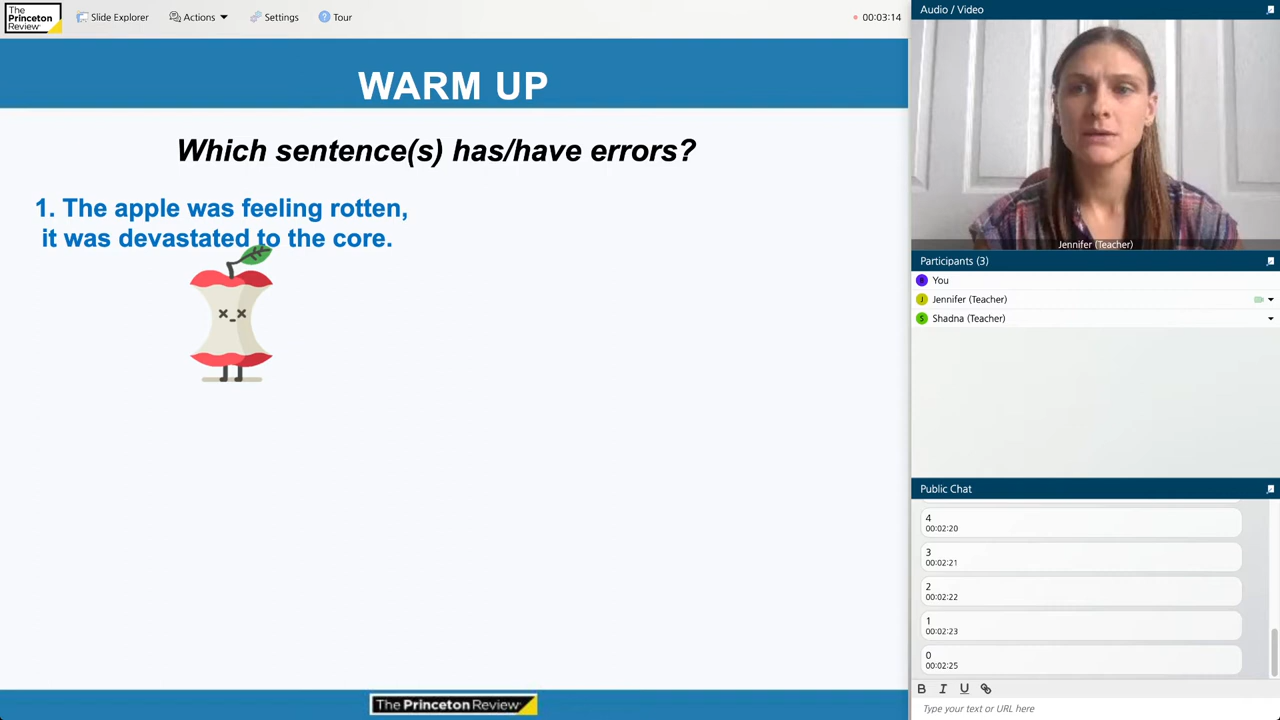 The
Princeton
Review
Slide Explorer
Actions
Settings
Tour
00:03:14
WARM UP
Which sentence(s) has/have errors?
1. The apple was feeling rotten,
it was devastated to the core.
The Princeton Review
Audio / Video
Jennifer (Teacher)
Participants (3)
B You
J Jennifer (Teacher)
S Shadna (Teacher)
Public Chat
4
00:02:20
3
00:02:21
2
00:02:22
1
00:02:23
0
00:02:25
B I U
Type your text or URL here